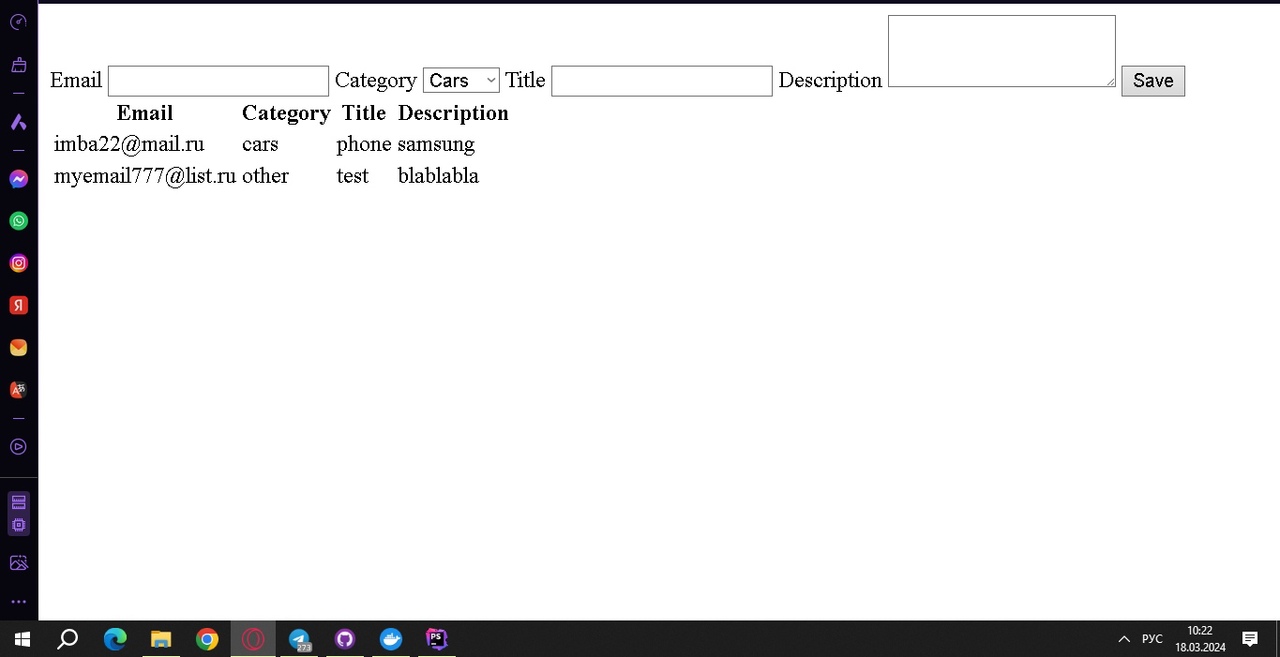 Email Category Cars Title Description Save
Email Category Title Description
imba22@mail.ru cars phone samsung
myemail777@list.ru other test blablabla
Я
273
PS
РУС
10:22
18.03.2024